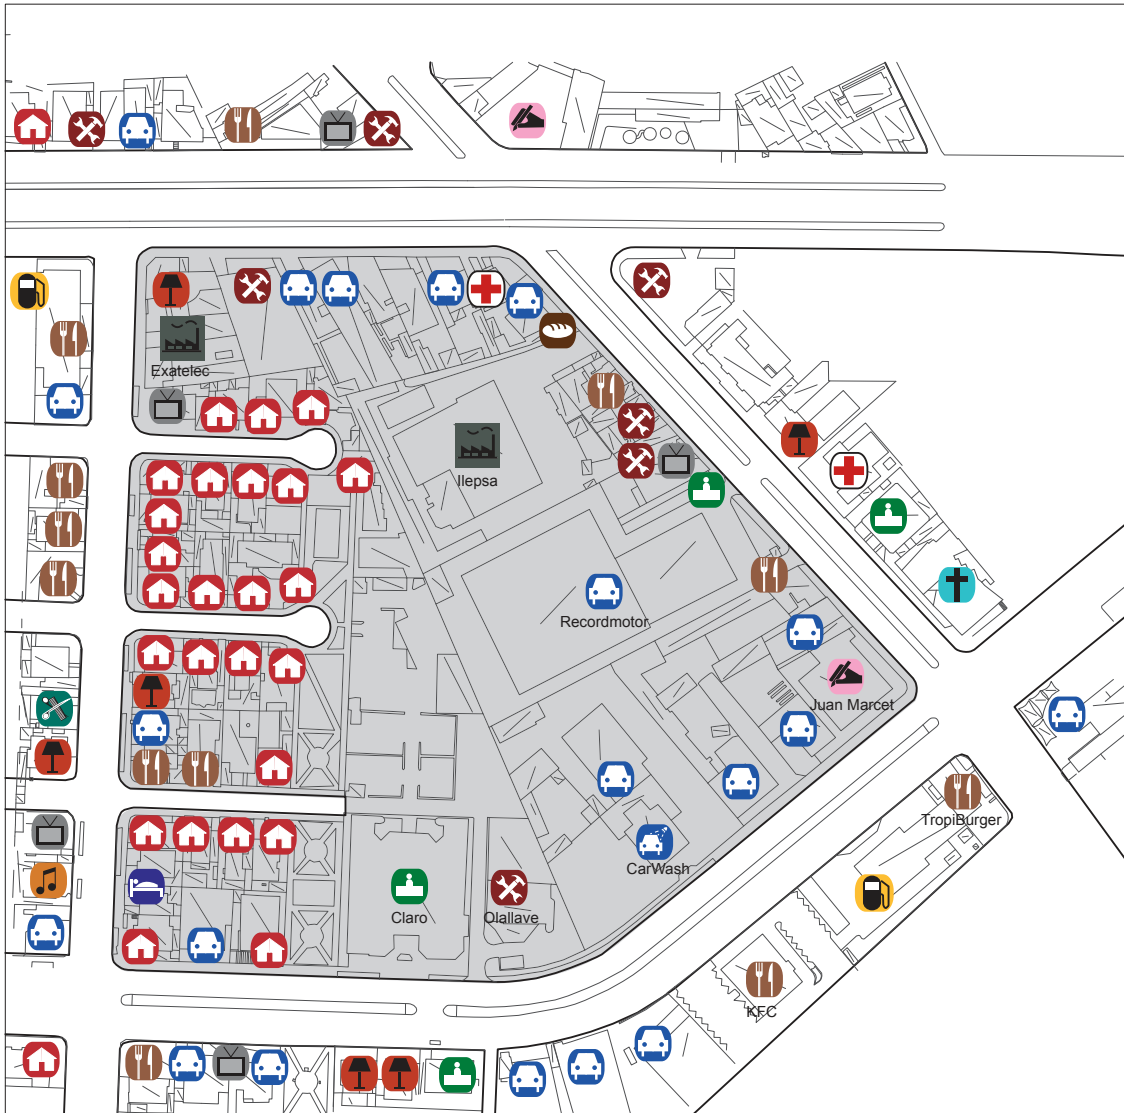 Exatelec
Ilepsa
Recordmotor
Juan Marcet
TropiBurger
CarWash
Claro
Olallave
KFC